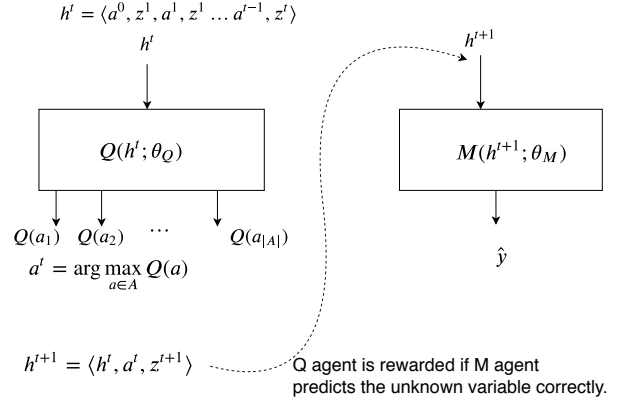 h^t = ⟨a^0, z^1, a^1, z^1 … a^{t−1}, z^t⟩
h^t
h^{t+1}
Q(h^t; θ_Q)
M(h^{t+1}; θ_M)
Q(a_1) Q(a_2) ⋯ Q(a_{|A|})
a^t = arg max_{a∈A} Q(a)
ŷ
h^{t+1} = ⟨h^t, a^t, z^{t+1}⟩
Q agent is rewarded if M agent
predicts the unknown variable correctly.